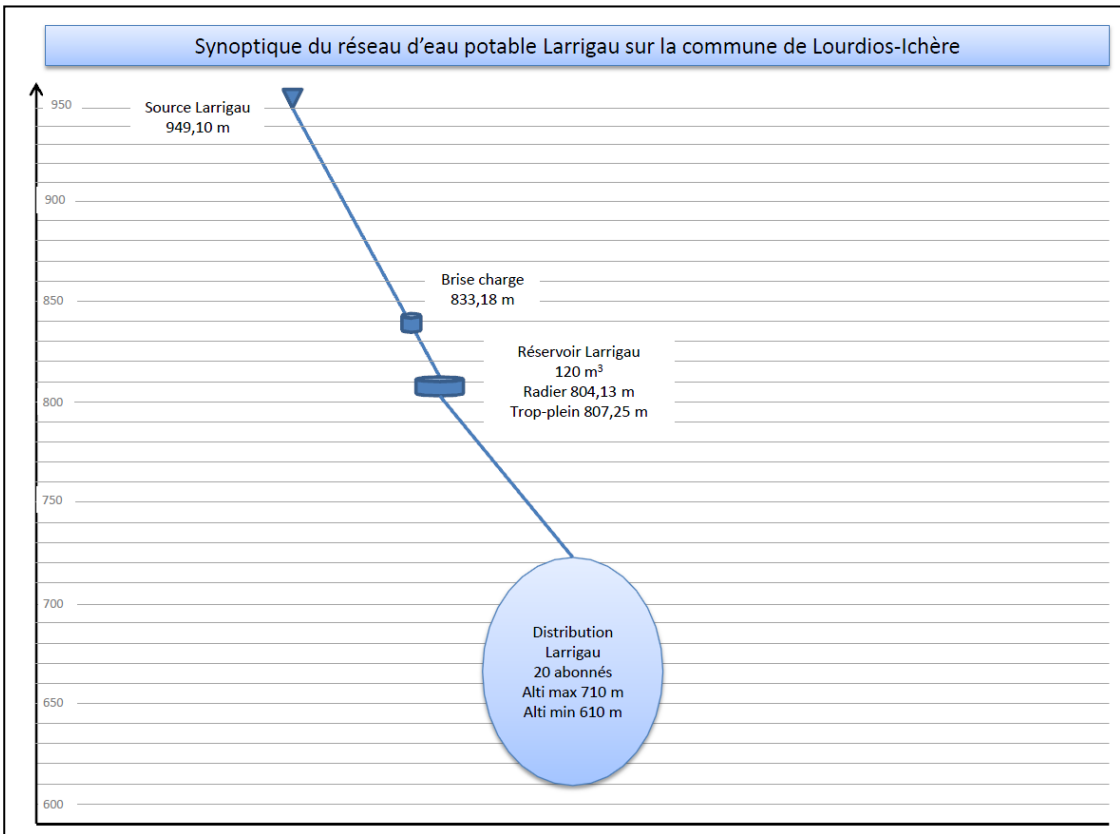 Synoptique du réseau d’eau potable Larrigau sur la commune de Lourdios-Ichère
950
Source Larrigau
949,10 m
900
Brise charge
833,18 m
850
Réservoir Larrigau
120 m³
Radier 804,13 m
Trop-plein 807,25 m
800
750
700
Distribution
Larrigau
20 abonnés
Alti max 710 m
Alti min 610 m
650
600